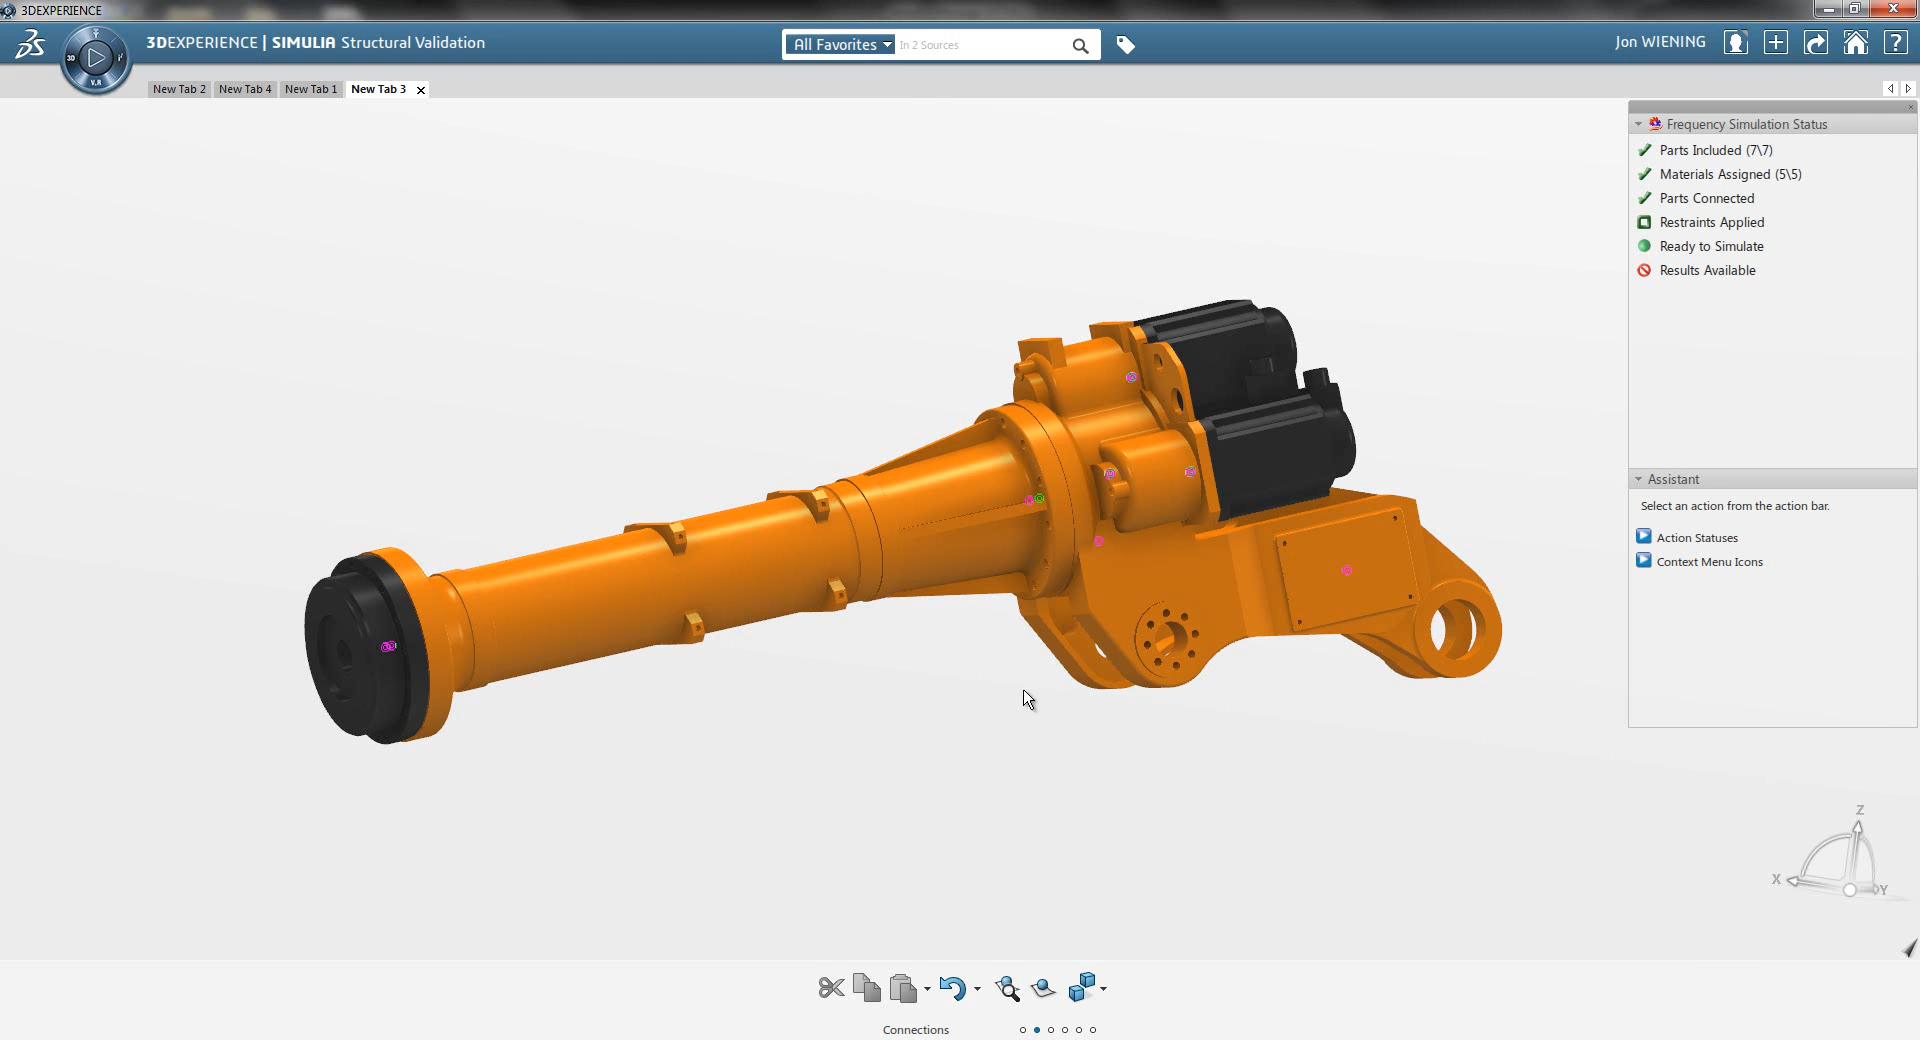 3DEXPERIENCE
3DEXPERIENCE | SIMULIA Structural Validation
All Favorites In 2 Sources
Jon WIENING
3D
V.R
New Tab 2 New Tab 4 New Tab 1 New Tab 3
Frequency Simulation Status
Parts Included (7\7)
Materials Assigned (5\5)
Parts Connected
Restraints Applied
Ready to Simulate
Results Available
Assistant
Select an action from the action bar.
Action Statuses
Context Menu Icons
Z
X
Y
Connections